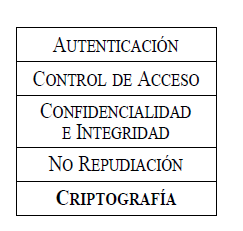 AUTENTICACIÓN
CONTROL DE ACCESO
CONFIDENCIALIDAD
E INTEGRIDAD
NO REPUDIACIÓN
CRIPTOGRAFÍA